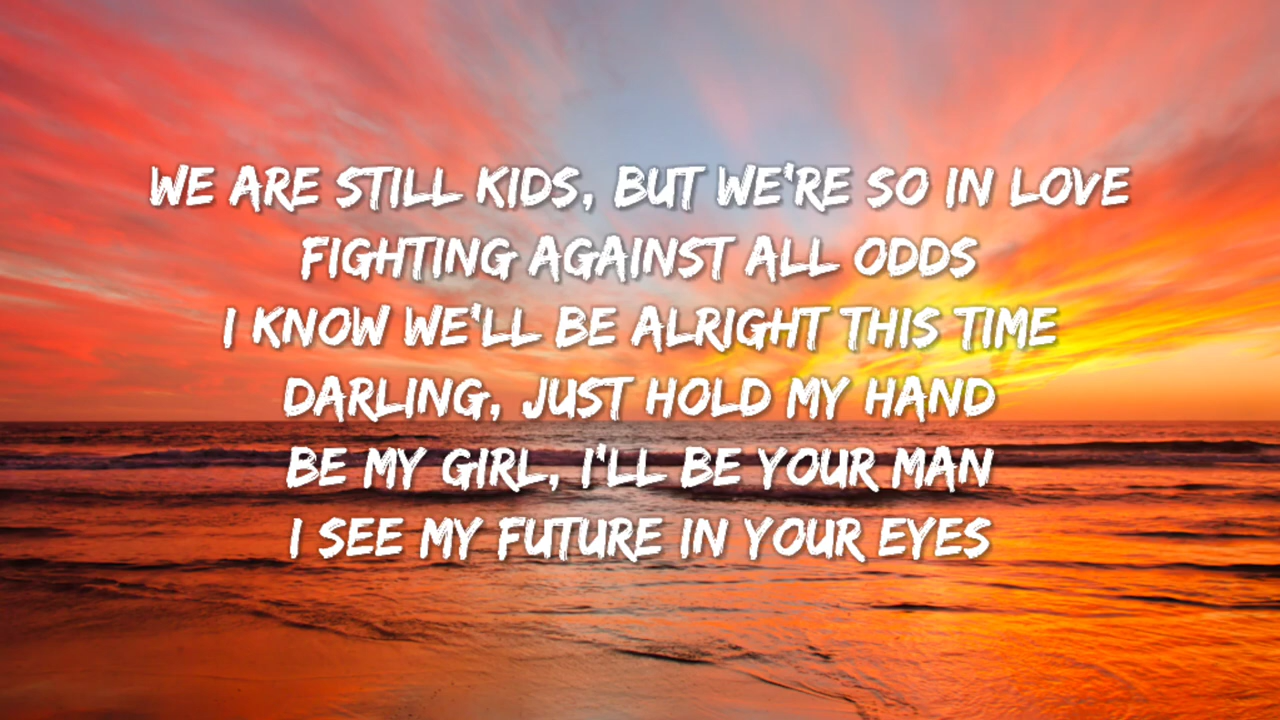 WE ARE STILL KIDS, BUT WE'RE SO IN LOVE
FIGHTING AGAINST ALL ODDS
I KNOW WE'LL BE ALRIGHT THIS TIME
DARLING, JUST HOLD MY HAND
BE MY GIRL, I'LL BE YOUR MAN
I SEE MY FUTURE IN YOUR EYES